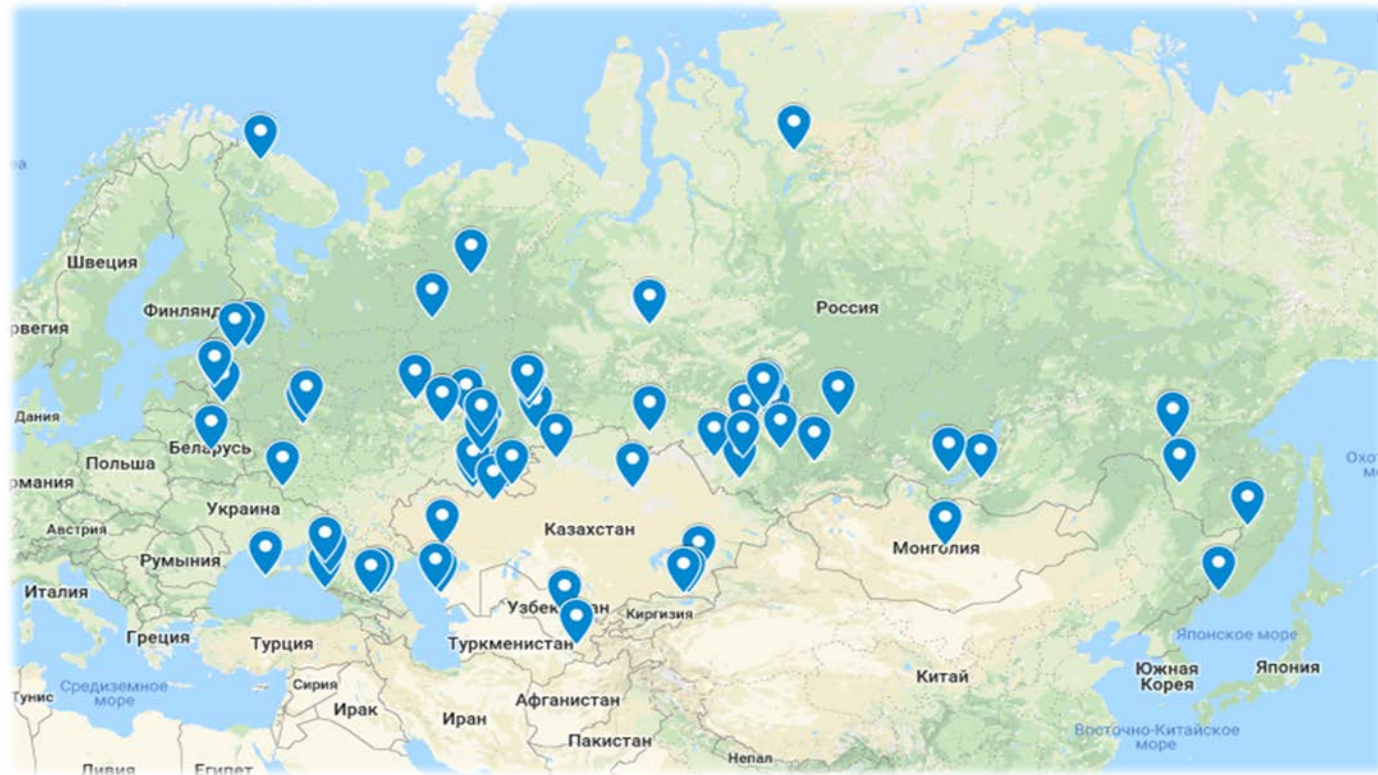 Швеция
Финлянд
рвегия
Россия
Дания
Беларусь
Польша
рмания
Украина
Австрия
Румыния
Италия
Греция
Турция
Казахстан
Монголия
Киргизия
Туркменистан
Сирия
Ирак
Иран
Афганистан
Пакистан
Непал
Китай
Тунис
Средиземное
море
Ливия
Египет
Японское море
Южная
Корея
Япония
Восточно-Китайское
море